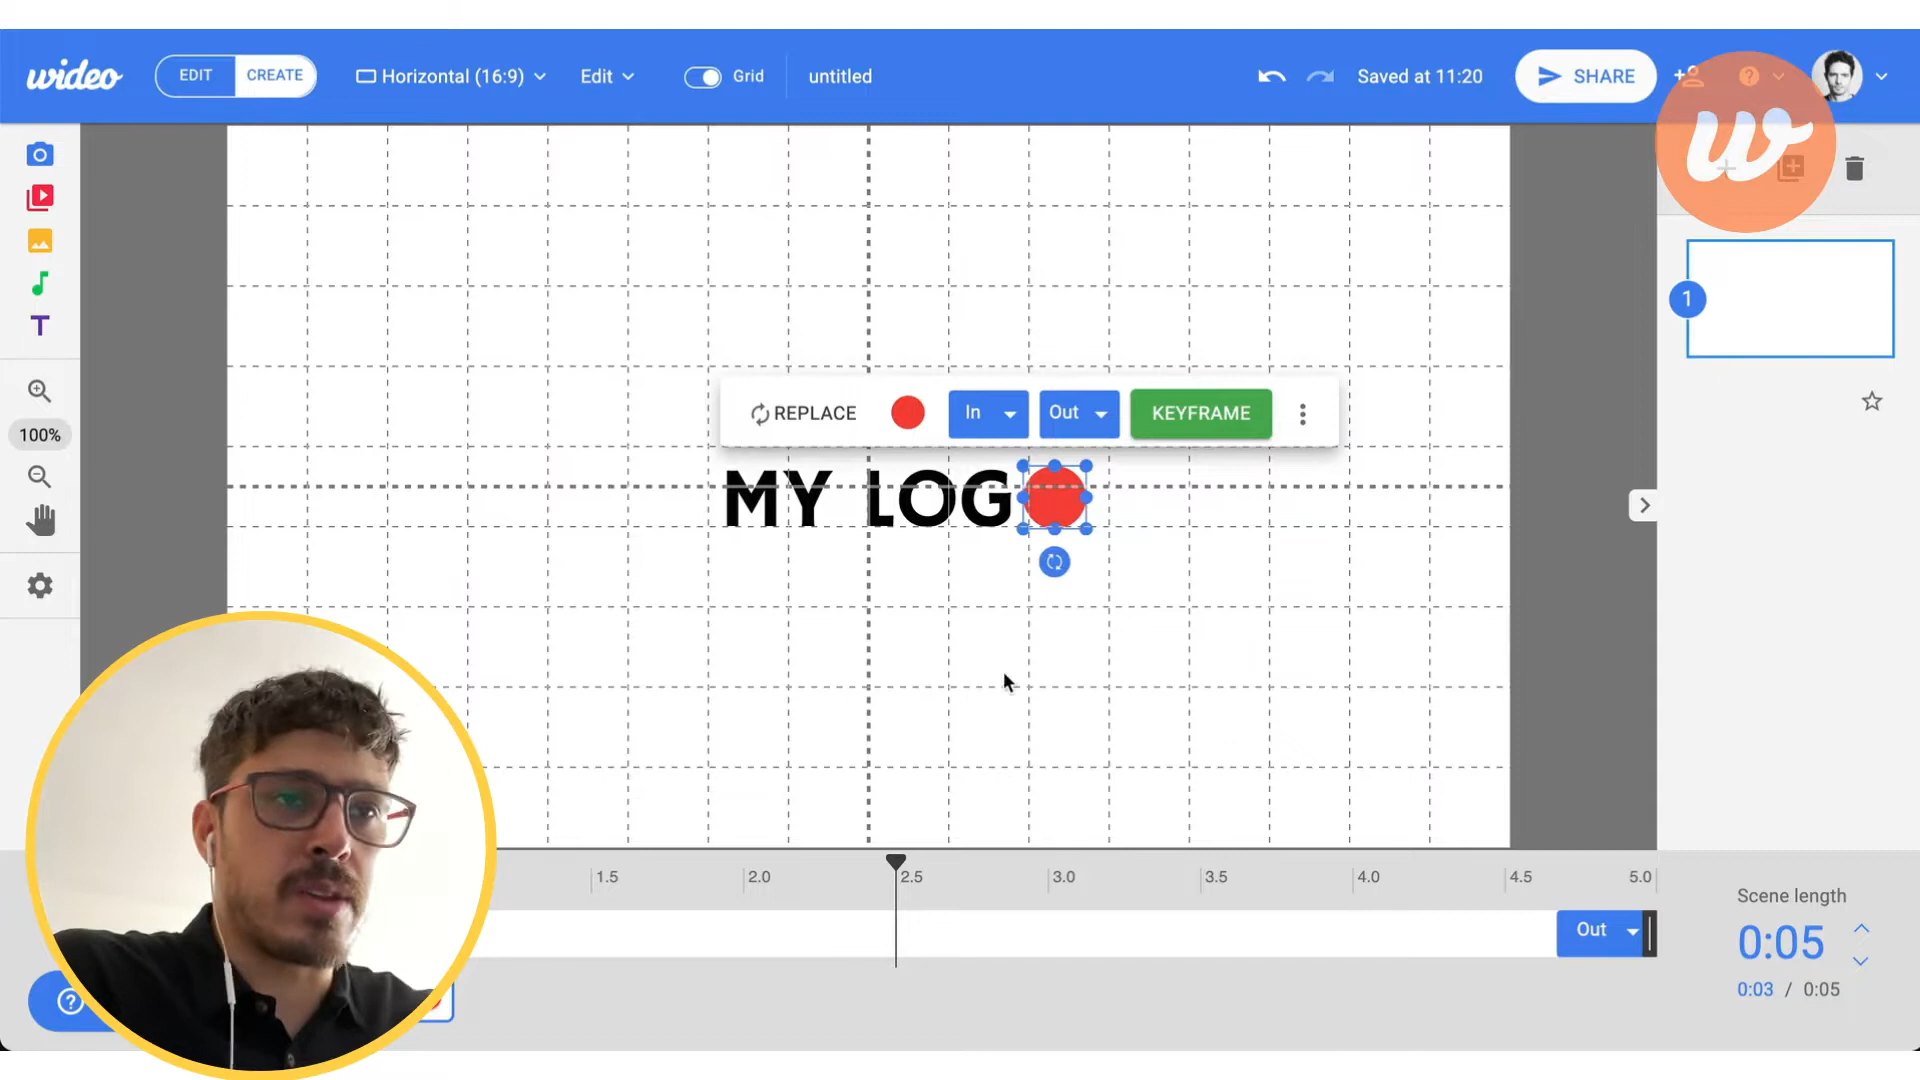 wideo EDIT CREATE Horizontal (16:9) Edit Grid untitled Saved at 11:20 SHARE ?
w
T
1
100%
REPLACE In Out KEYFRAME
MY LOG
1.5 2.0 2.5 3.0 3.5 4.0 4.5 5.0
Out
Scene length
0:05
0:03 / 0:05
?